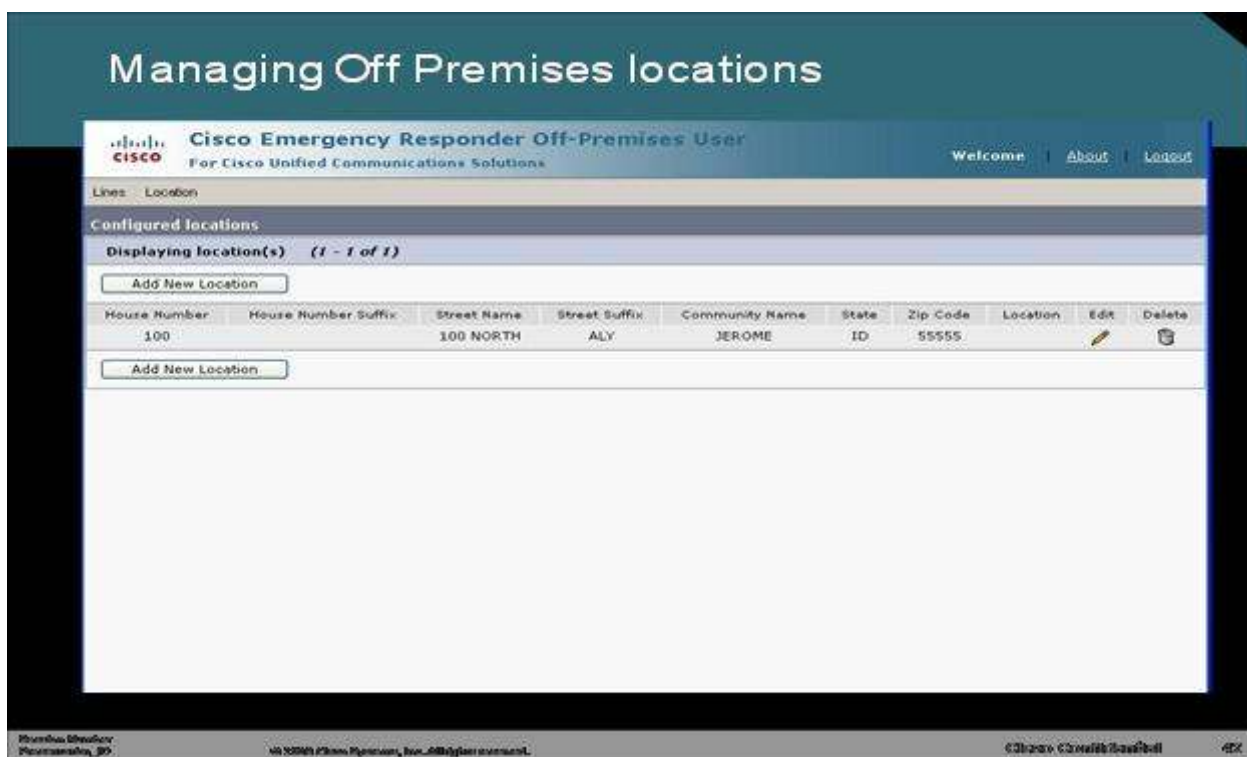 Managing Off Premises locations
CISCO
Cisco Emergency Responder Off-Premises User
For Cisco Unified Communications Solutions
Welcome | About | Logout
Lines Location
Configured locations
Displaying location(s) (1 - 1 of 1)
Add New Location
House Number House Number Suffix Street Name Street Suffix Community Name State Zip Code Location Edit Delete
100 100 NORTH ALY JEROME ID 55555
Add New Location